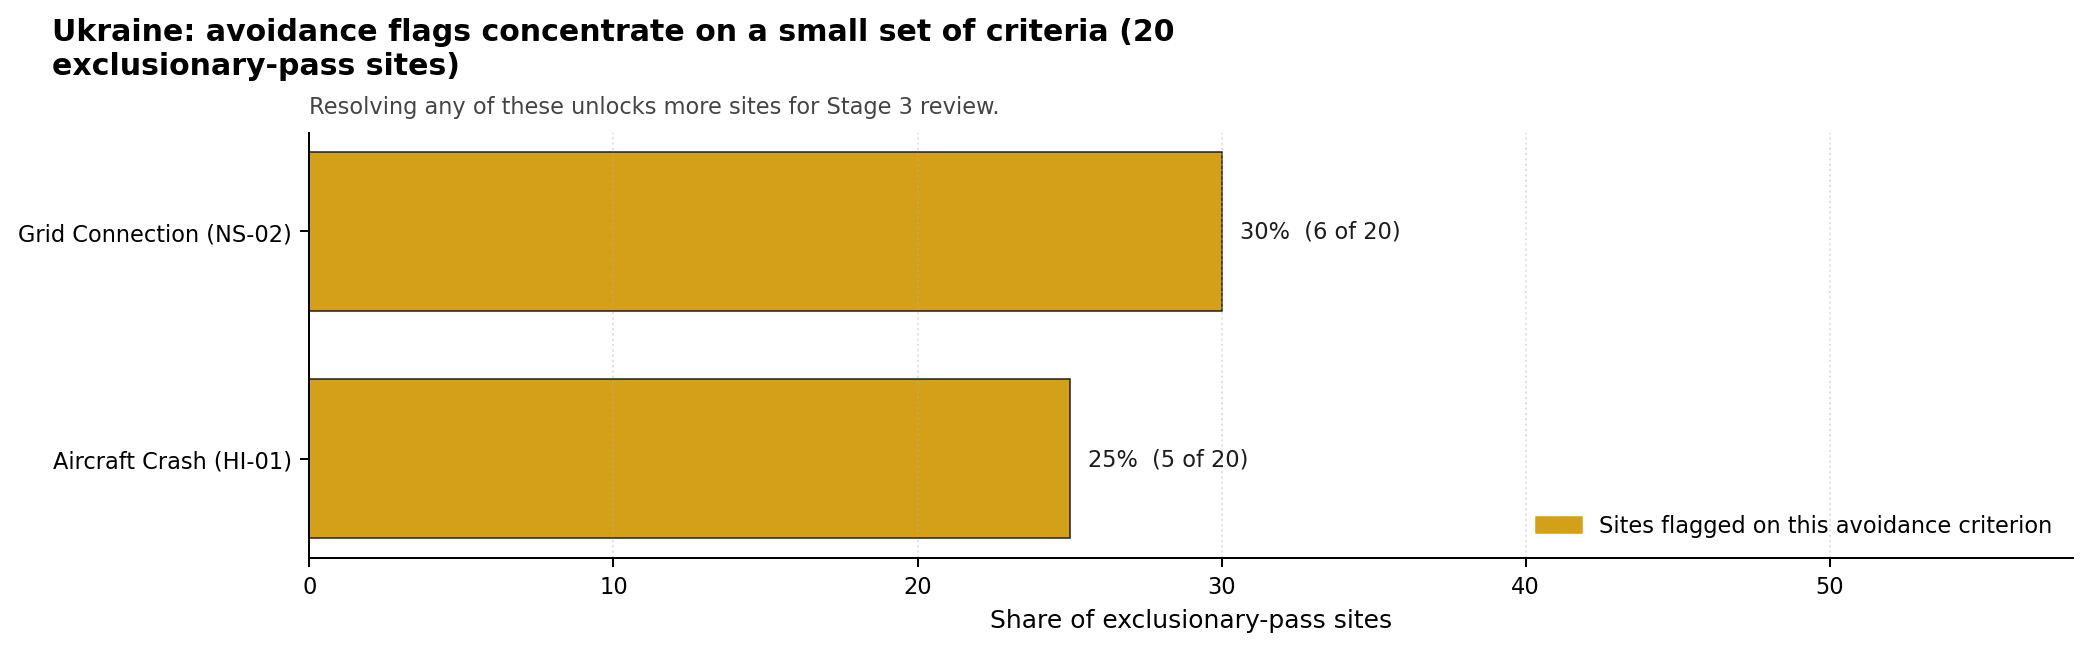 Ukraine: avoidance flags concentrate on a small set of criteria (20
exclusionary-pass sites)
Resolving any of these unlocks more sites for Stage 3 review.
Grid Connection (NS-02)
30%  (6 of 20)
Aircraft Crash (HI-01)
25%  (5 of 20)
Sites flagged on this avoidance criterion
0 10 20 30 40 50
Share of exclusionary-pass sites